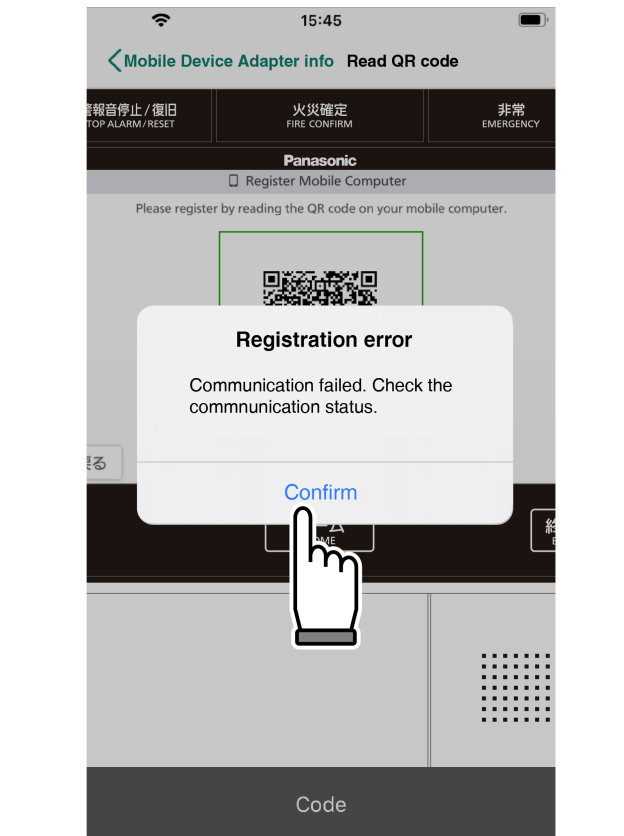 15:45
Mobile Device Adapter info Read QR code
報音停止/復旧
火災確定
非常
TOP ALARM/RESET
FIRE CONFIRM
EMERGENCY
Panasonic
Register Mobile Computer
Please register by reading the QR code on your mobile computer.
Registration error
Communication failed. Check the
commnunication status.
る
Confirm
Code